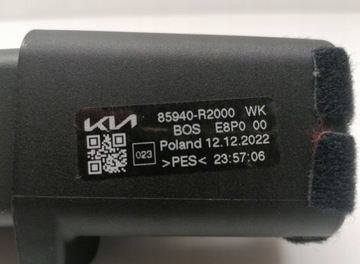 KIA 85940-R2000 WK
BOS E8P0 00
Poland 12.12.2022
023 >PES< 23:57:06